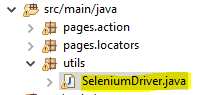 src/main/java
pages.action
pages.locators
utils
SeleniumDriver.java